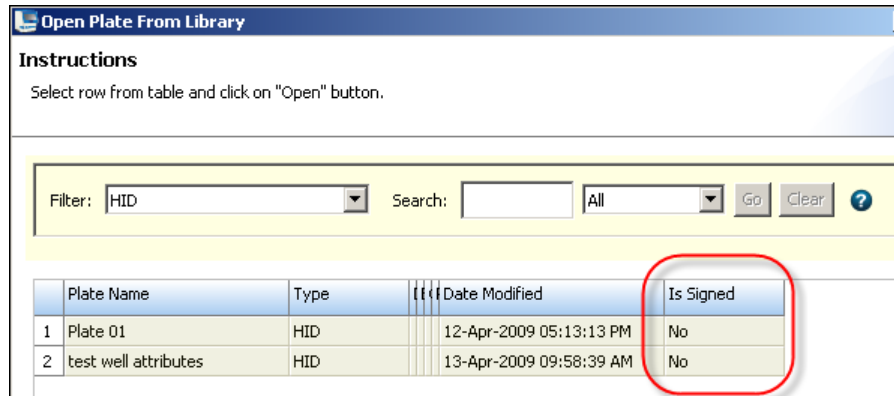 Open Plate From Library
Instructions
Select row from table and click on "Open" button.
Filter: HID Search: All Go Clear ?
Plate Name Type Date Modified Is Signed
1 Plate 01 HID 12-Apr-2009 05:13:13 PM No
2 test well attributes HID 13-Apr-2009 09:58:39 AM No